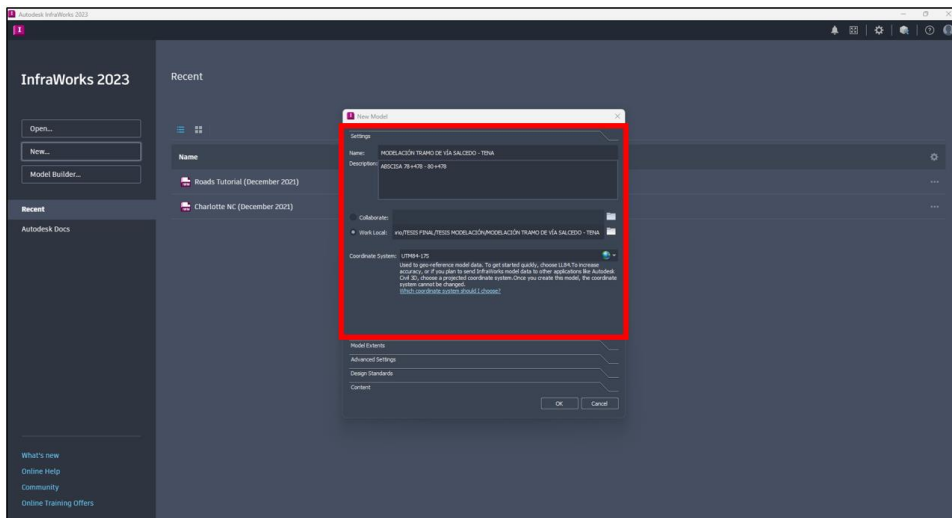 Autodesk InfraWorks 2023
I
InfraWorks 2023
Recent
Open...
New...
Model Builder...
Recent
Autodesk Docs
Name
Roads Tutorial (December 2021)
Charlotte NC (December 2021)
New Model
Settings
Name: MODELACIÓN TRAMO DE VÍA SALCEDO - TENA
Description: ABSCISA 78+478 - 80+478
Collaborate:
Work Local: ino/TESIS FINAL/TESIS MODELACIÓN/MODELACIÓN TRAMO DE VÍA SALCEDO - TENA
Coordinate System: UTM84-17S
Used to geo-reference model data. To get started quickly, choose LL84.To increase
accuracy, or if you plan to send InfraWorks model data to other applications like Autodesk
Civil 3D, choose a projected coordinate system.Once you create this model, the coordinate
system cannot be changed.
Which coordinate system should I choose?
Model Extents
Advanced Settings
Design Standards
Content
OK Cancel
What's new
Online Help
Community
Online Training Offers